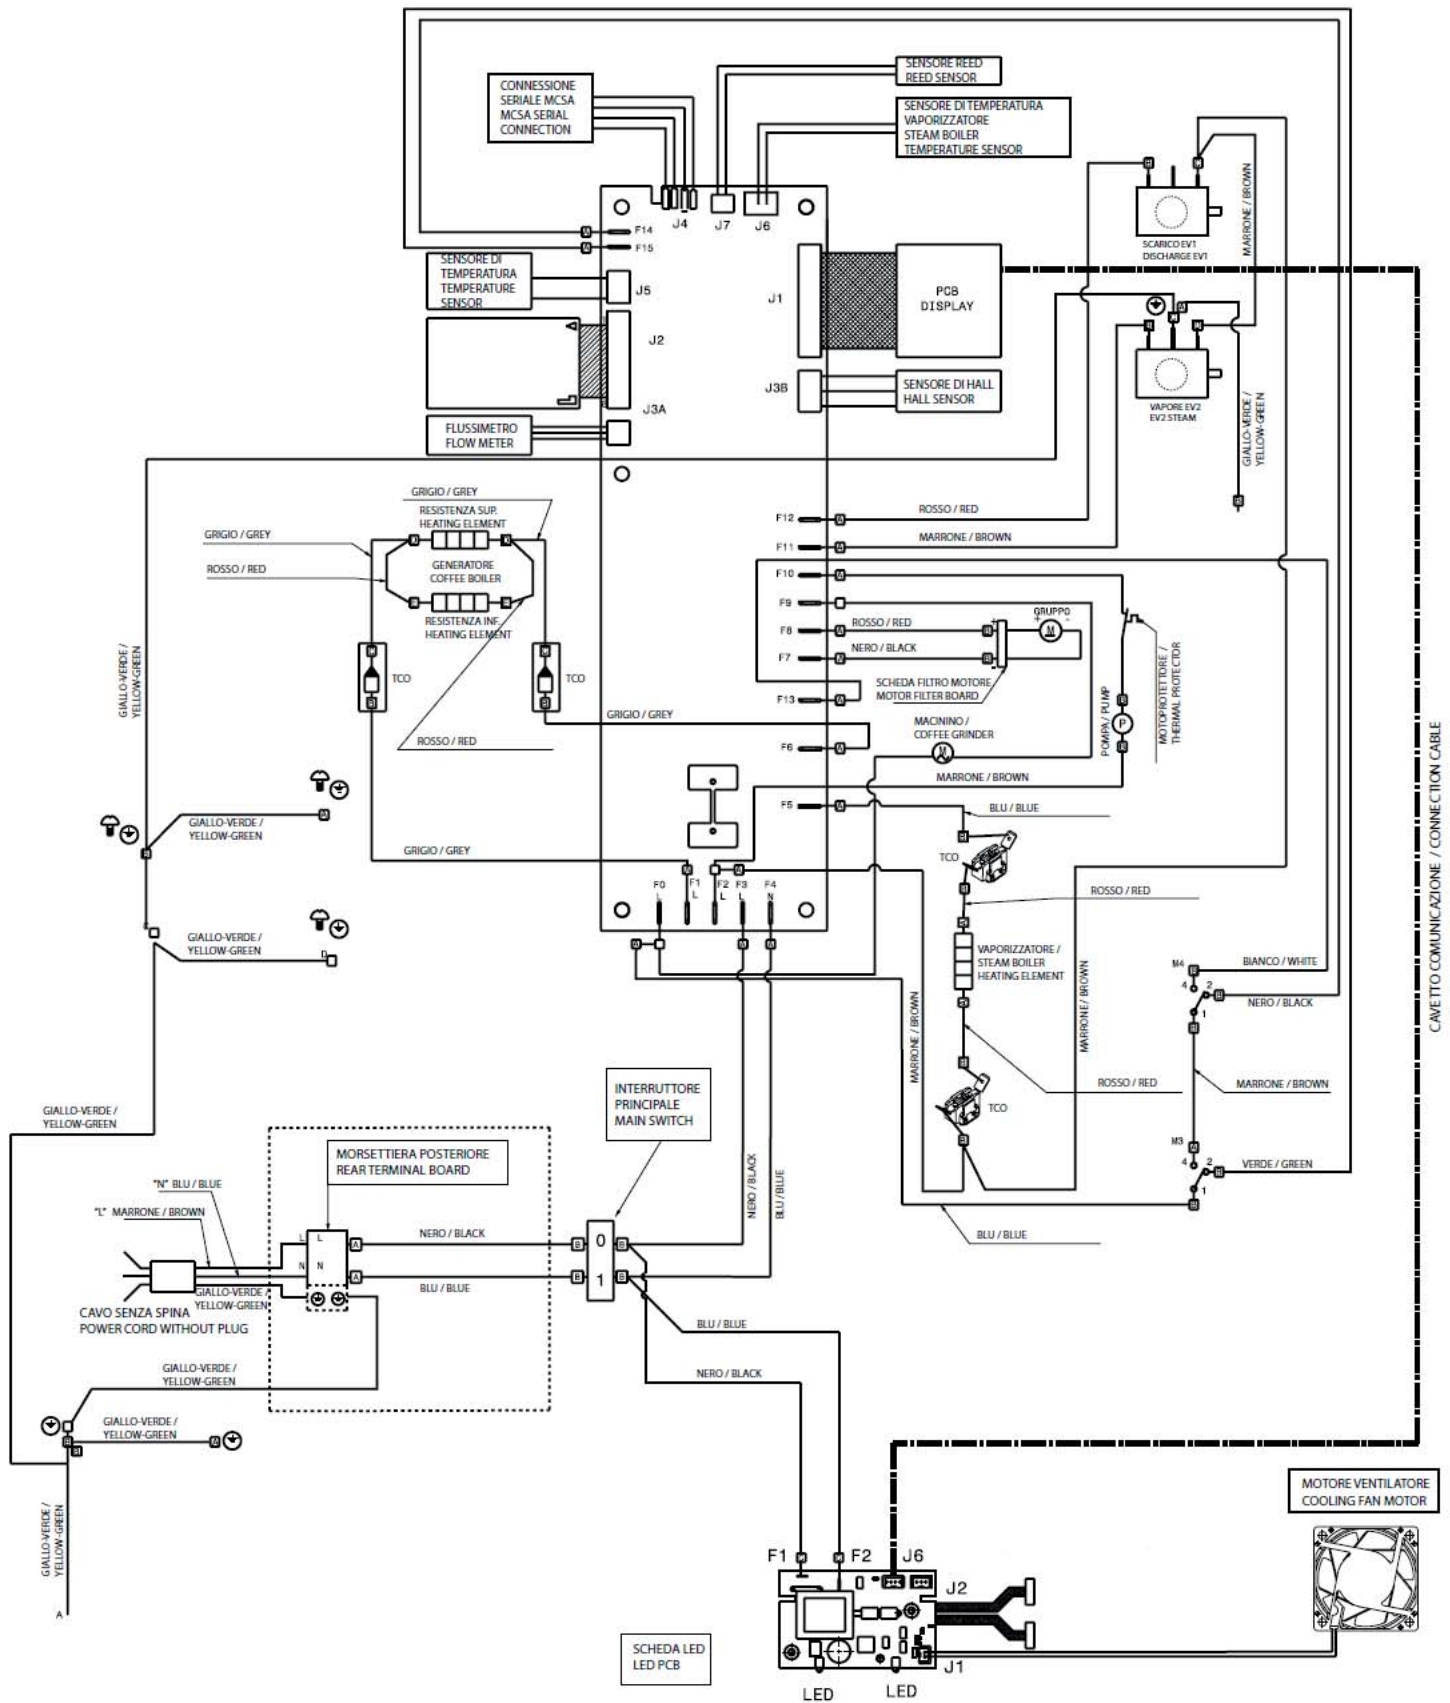 SENSORE REED
REED SENSOR
CONNESSIONE
SERIALE MCSA
MCSA SERIAL
CONNECTION
SENSORE DI TEMPERATURA
VAPORIZZATORE
STEAM BOILER
TEMPERATURE SENSOR
J4
J7
J6
F14
F15
SENSORE DI
TEMPERATURA
TEMPERATURE
SENSOR
J5
J2
J3A
FLUSSIMETRO
FLOW METER
J1
PCB
DISPLAY
J3B
SENSORE DI HALL
HALL SENSOR
SCARICO EV1
DISCHARGE EV1
MARRONE / BROWN
VAPORE EV2
EV2 STEAM
GIALLO-VERDE /
YELLOW-GREEN
GRIGIO / GREY
RESISTENZA SUP.
HEATING ELEMENT
GRIGIO / GREY
ROSSO / RED
GENERATORE
COFFEE BOILER
RESISTENZA INF.
HEATING ELEMENT
TCO
TCO
ROSSO / RED
GRIGIO / GREY
GRIGIO / GREY
F12
ROSSO / RED
F11
MARRONE / BROWN
F10
F9
F8
ROSSO / RED
GRUPPO
+ -
M
F7
NERO / BLACK
SCHEDA FILTRO MOTORE
MOTOR FILTER BOARD
F13
MACININO /
COFFEE GRINDER
M
F6
MARRONE / BROWN
F5
BLU / BLUE
POMPA / PUMP
P
MOTOPROTETTORE /
THERMAL PROTECTOR
TCO
ROSSO / RED
VAPORIZZATORE /
STEAM BOILER
HEATING ELEMENT
ROSSO / RED
TCO
MARRONE / BROWN
MARRONE / BROWN
F0
L
F1
L
F2
L
F3
L
F4
N
GIALLO-VERDE /
YELLOW-GREEN
GIALLO-VERDE /
YELLOW-GREEN
GIALLO-VERDE /
YELLOW-GREEN
GIALLO-VERDE /
YELLOW-GREEN
M4
BIANCO / WHITE
4
2
1
NERO / BLACK
MARRONE / BROWN
M3
4
2
1
VERDE / GREEN
BLU / BLUE
CAVETTO COMUNICAZIONE / CONNECTION CABLE
INTERRUTTORE
PRINCIPALE
MAIN SWITCH
MORSETTIERA POSTERIORE
REAR TERMINAL BOARD
"N" BLU / BLUE
"L" MARRONE / BROWN
L L
N N
NERO / BLACK
BLU / BLUE
0
1
NERO / BLACK
BLU / BLUE
GIALLO-VERDE /
YELLOW-GREEN
CAVO SENZA SPINA
POWER CORD WITHOUT PLUG
BLU / BLUE
NERO / BLACK
GIALLO-VERDE /
YELLOW-GREEN
GIALLO-VERDE /
YELLOW-GREEN
GIALLO-VERDE /
YELLOW-GREEN
A
MOTORE VENTILATORE
COOLING FAN MOTOR
F1
F2
J6
J2
J1
SCHEDA LED
LED PCB
LED
LED